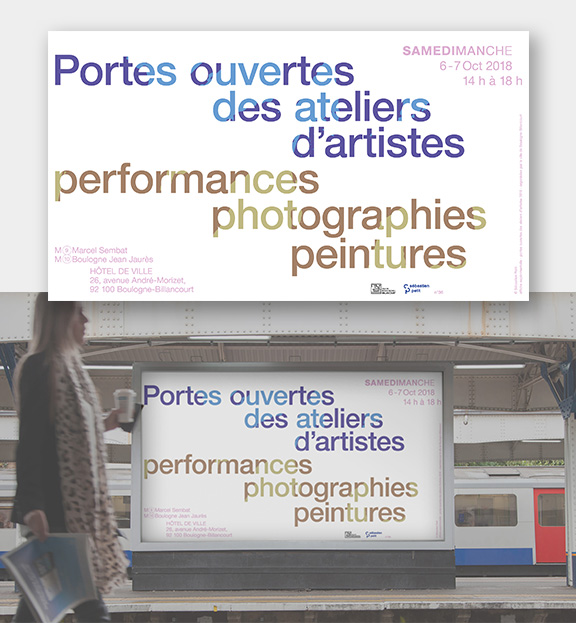 SAMEDIMANCHE
6-7 Oct 2018
14 h à 18 h
Portes ouvertes
des ateliers
d'artistes
performances
photographies
peintures
M 9 Marcel Sembat
M 10 Boulogne Jean Jaurès
HÔTEL DE VILLE
26, avenue André-Morizet,
92 100 Boulogne-Billancourt
sébastien
petit
SAMEDIMANCHE
6-7 Oct 2018
14 h à 18 h
Portes ouvertes
des ateliers
d'artistes
performances
photographies
peintures
M 9 Marcel Sembat
M 10 Boulogne Jean Jaurès
HÔTEL DE VILLE
26, avenue André-Morizet,
92 100 Boulogne-Billancourt
sébastien
petit